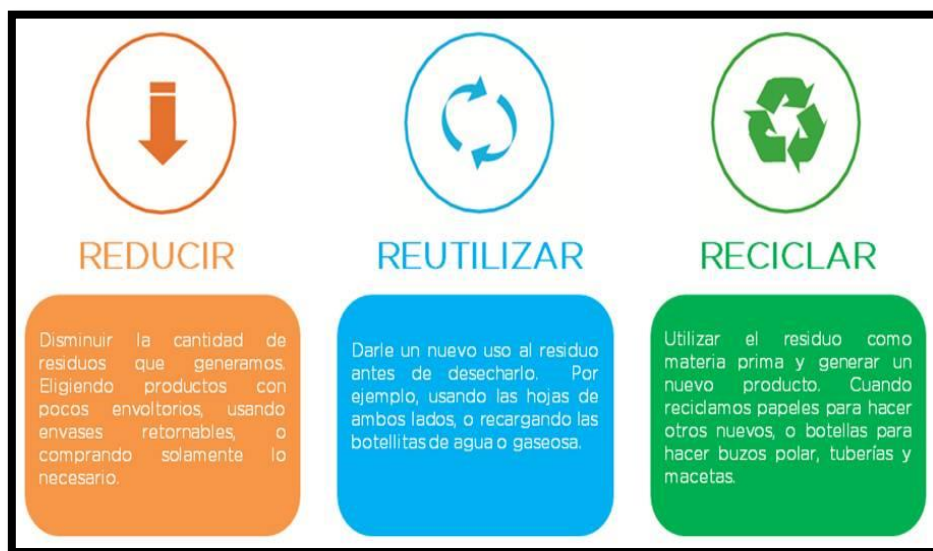 REDUCIR
Disminuir la cantidad de
residuos que generamos.
Eligiendo productos con
pocos envoltorios, usando
envases retornables, o
comprando solamente lo
necesario.
REUTILIZAR
Darle un nuevo uso al residuo
antes de desecharlo. Por
ejemplo, usando las hojas de
ambos lados, o recargando las
botellitas de agua o gaseosa.
RECICLAR
Utilizar el residuo como
materia prima y generar un
nuevo producto. Cuando
reciclamos papeles para hacer
otros nuevos, o botellas para
hacer buzos polar, tuberías y
macetas.